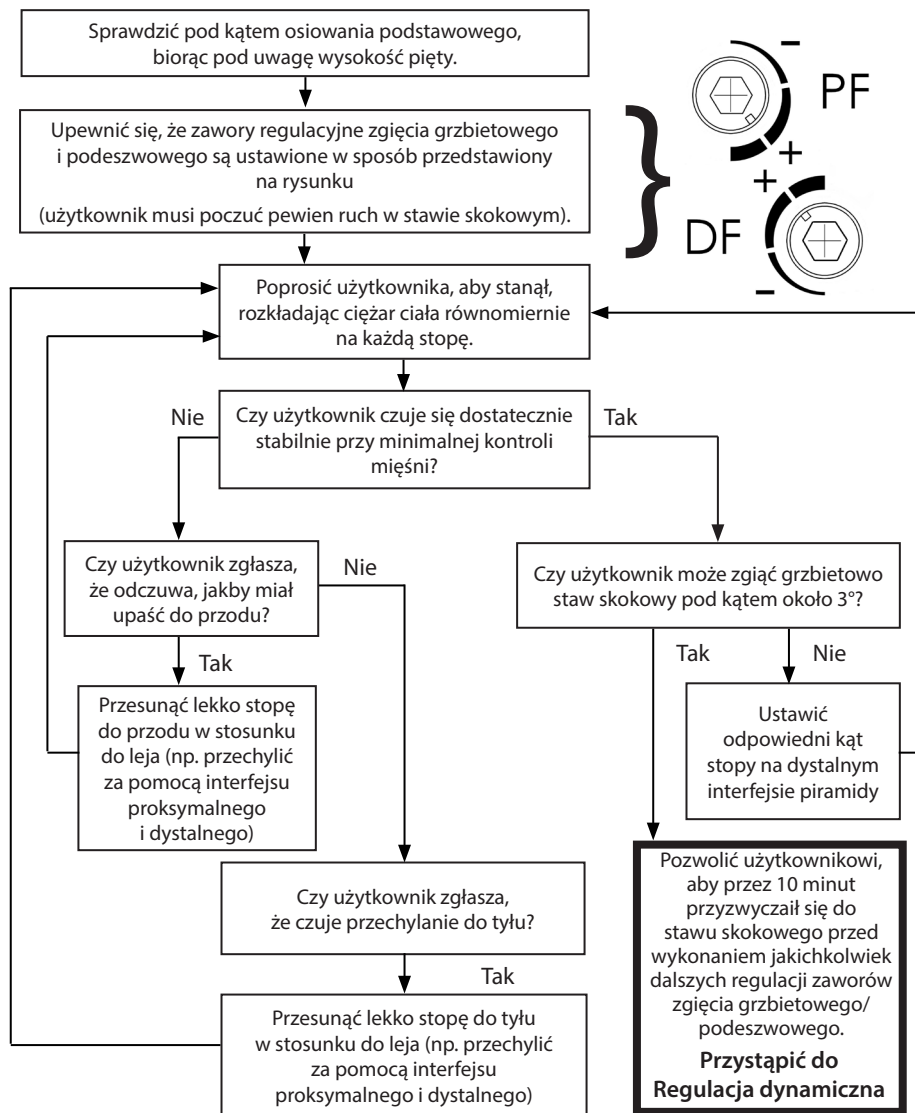 Sprawdzić pod kątem osiowania podstawowego,
biorąc pod uwagę wysokość pięty.
Upewnić się, że zawory regulacyjne zgięcia grzbietowego
i podeszwowego są ustawione w sposób przedstawiony
na rysunku
(użytkownik musi poczuć pewien ruch w stawie skokowym).
}
-
PF
+
+
DF
-
Poprosić użytkownika, aby stanął,
rozkładając ciężar ciała równomiernie
na każdą stopę.
Nie
Czy użytkownik czuje się dostatecznie
stabilnie przy minimalnej kontroli
mięśni?
Tak
Czy użytkownik zgłasza,
że odczuwa, jakby miał
upaść do przodu?
Nie
Czy użytkownik może zgiąć grzbietowo
staw skokowy pod kątem około 3°?
Tak
Tak
Nie
Przesunąć lekko stopę
do przodu w stosunku
do leja (np. przechylić
za pomocą interfejsu
proksymalnego
i dystalnego)
Ustawić
odpowiedni kąt
stopy na dystalnym
interfejsie piramidy
Czy użytkownik zgłasza,
że czuje przechylanie do tyłu?
Tak
Przesunąć lekko stopę do tyłu
w stosunku do leja (np. przechylić
za pomocą interfejsu
proksymalnego i dystalnego)
Pozwolić użytkownikowi,
aby przez 10 minut
przyzwyczaił się do
stawu skokowego przed
wykonaniem jakichkolwiek
dalszych regulacji zaworów
zgięcia grzbietowego/
podeszwowego.
Przystąpić do
Regulacja dynamiczna